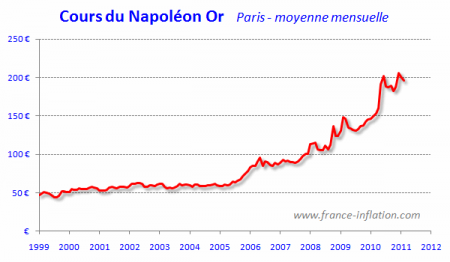 Cours du Napoléon Or Paris - moyenne mensuelle
250 €
200 €
150 €
100 €
50 €
€
www.france-inflation.com
1999 2000 2001 2002 2003 2004 2005 2006 2007 2008 2009 2010 2011 2012